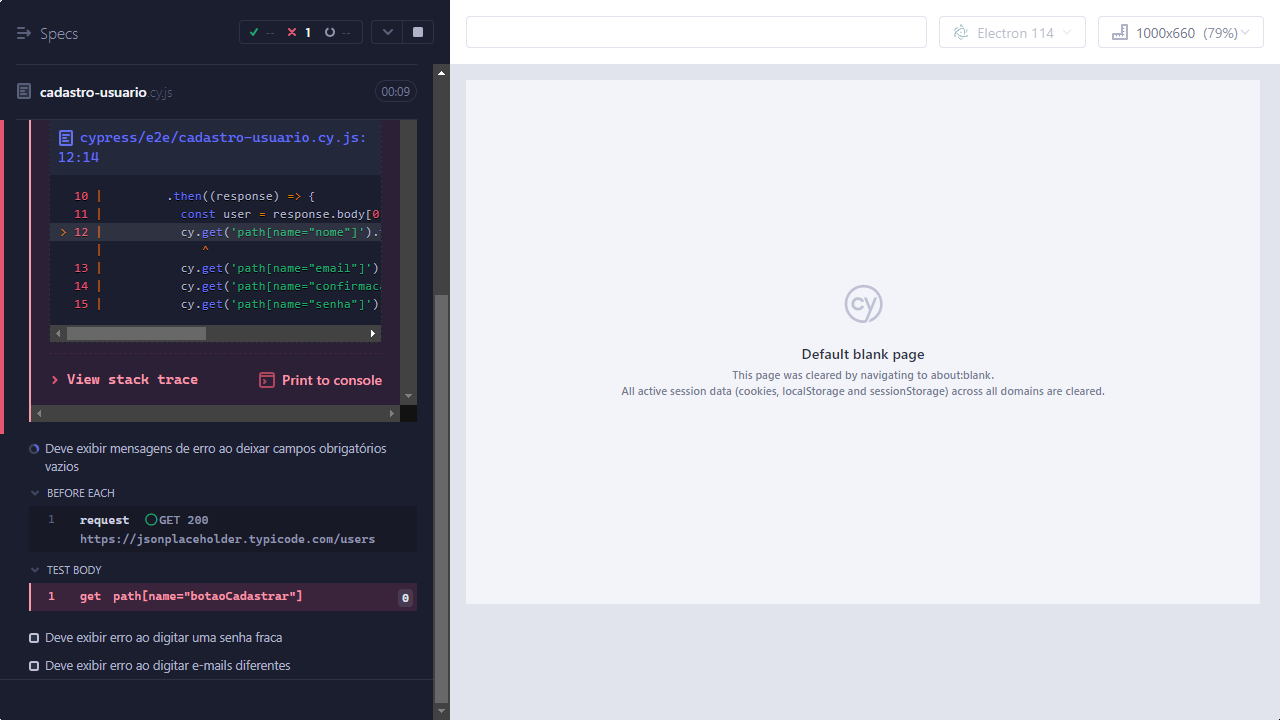 Specs
-- 1 --
Electron 114
1000x660 (79%)
cadastro-usuario.cy.js
00:09
cypress/e2e/cadastro-usuario.cy.js:
12:14
10 | .then((response) => {
11 | const user = response.body[0
> 12 | cy.get('path[name="nome"]').
| ^
13 | cy.get('path[name="email"]')
14 | cy.get('path[name="confirmac
15 | cy.get('path[name="senha"]')
View stack trace
Print to console
Deve exibir mensagens de erro ao deixar campos obrigatórios
vazios
BEFORE EACH
1 request GET 200
https://jsonplaceholder.typicode.com/users
TEST BODY
1 get path[name="botaoCadastrar"] 0
Deve exibir erro ao digitar uma senha fraca
Deve exibir erro ao digitar e-mails diferentes
cy
Default blank page
This page was cleared by navigating to about:blank.
All active session data (cookies, localStorage and sessionStorage) across all domains are cleared.